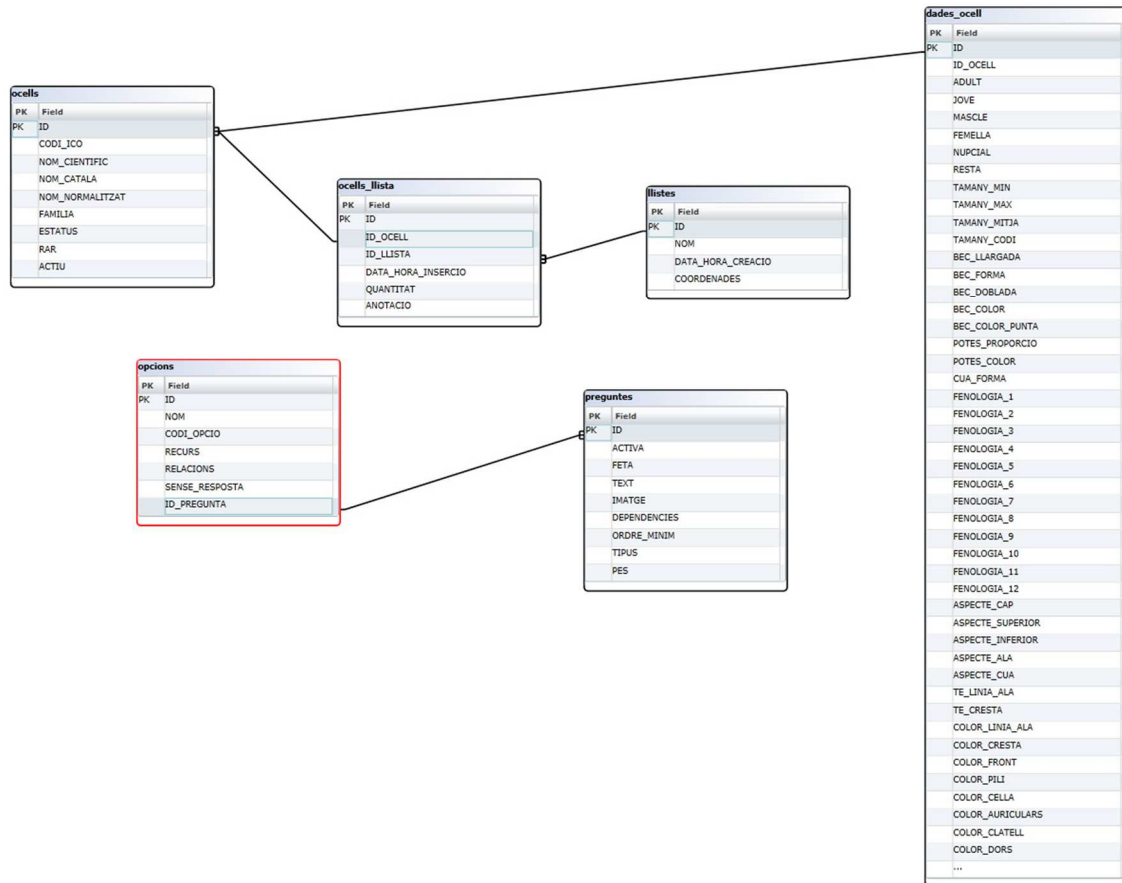 ocells
PK Field
PK ID
CODI_ICO
NOM_CIENTIFIC
NOM_CATALA
NOM_NORMALITZAT
FAMILIA
ESTATUS
RAR
ACTIU
ocells_llista
PK Field
PK ID
ID_OCELL
ID_LLISTA
DATA_HORA_INSERCIO
QUANTITAT
ANOTACIO
llistes
PK Field
PK ID
NOM
DATA_HORA_CREACIO
COORDENADES
opcions
PK Field
PK ID
NOM
CODI_OPCIO
RECURS
RELACIONS
SENSE_RESPOSTA
ID_PREGUNTA
preguntes
PK Field
PK ID
ACTIVA
FETA
TEXT
IMATGE
DEPENDENCIES
ORDRE_MINIM
TIPUS
PES
dades_ocell
PK Field
PK ID
ID_OCELL
ADULT
JOVE
MASCLE
FEMELLA
NUPCIAL
RESTA
TAMANY_MIN
TAMANY_MAX
TAMANY_MITJA
TAMANY_CODI
BEC_LLARGADA
BEC_FORMA
BEC_DOBLADA
BEC_COLOR
BEC_COLOR_PUNTA
POTES_PROPORCIO
POTES_COLOR
CUA_FORMA
FENOLOGIA_1
FENOLOGIA_2
FENOLOGIA_3
FENOLOGIA_4
FENOLOGIA_5
FENOLOGIA_6
FENOLOGIA_7
FENOLOGIA_8
FENOLOGIA_9
FENOLOGIA_10
FENOLOGIA_11
FENOLOGIA_12
ASPECTE_CAP
ASPECTE_SUPERIOR
ASPECTE_INFERIOR
ASPECTE_ALA
ASPECTE_CUA
TE_LINIA_ALA
TE_CRESTA
COLOR_LINIA_ALA
COLOR_CRESTA
COLOR_FRONT
COLOR_PILI
COLOR_CELLA
COLOR_AURICULARS
COLOR_CLATELL
COLOR_DORS
...